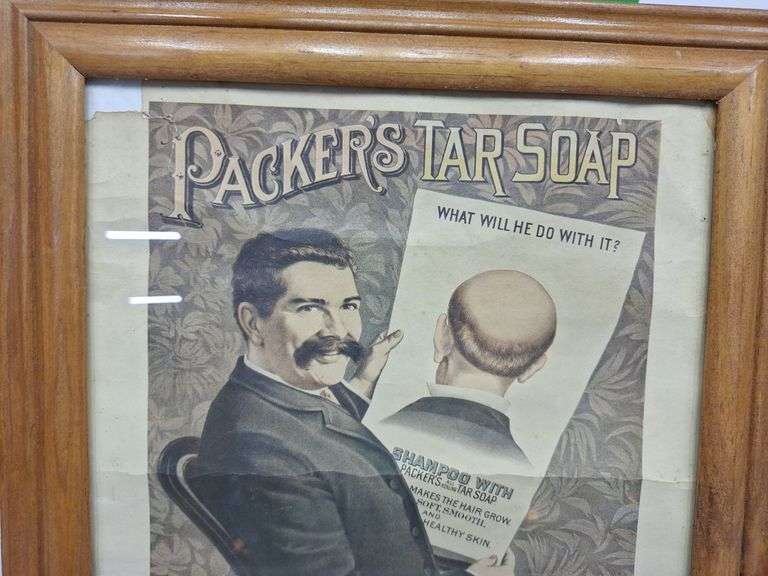 PACKER'S TAR SOAP
WHAT WILL HE DO WITH IT?
SHAMPOO WITH
PACKER'S TAR SOAP
MAKES THE HAIR GROW
SOFT, SMOOTH,
AND
HEALTHY SKIN.